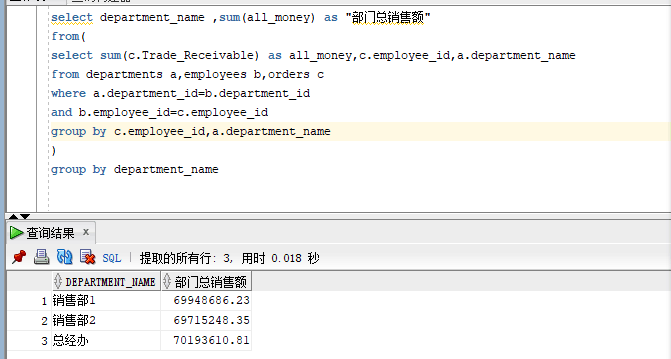 select department_name ,sum(all_money) as "部门总销售额"
from(
select sum(c.Trade_Receivable) as all_money,c.employee_id,a.department_name
from departments a,employees b,orders c
where a.department_id=b.department_id
and b.employee_id=c.employee_id
group by c.employee_id,a.department_name
)
group by department_name
查询结果 x
SQL | 提取的所有行: 3, 用时 0.018 秒
DEPARTMENT_NAME 部门总销售额
1 销售部1 69948686.23
2 销售部2 69715248.35
3 总经办 70193610.81